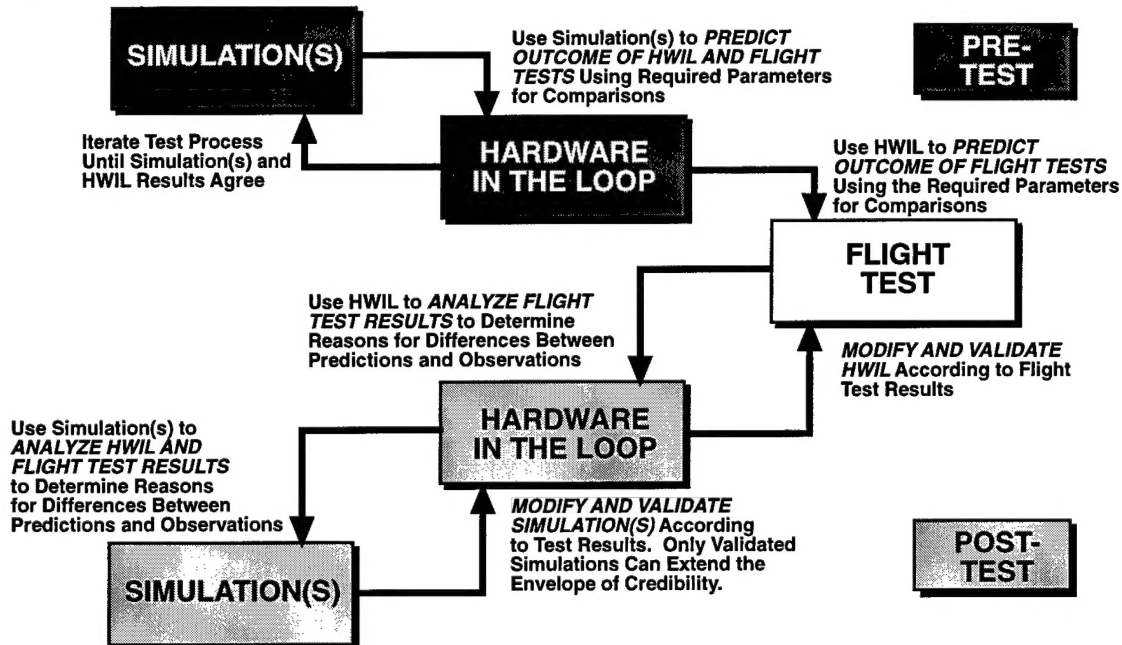 SIMULATION(S)
Use Simulation(s) to PREDICT
OUTCOME OF HWIL AND FLIGHT
TESTS Using Required Parameters
for Comparisons
PRE-
TEST
Iterate Test Process
Until Simulation(s) and
HWIL Results Agree
HARDWARE
IN THE LOOP
Use HWIL to PREDICT
OUTCOME OF FLIGHT TESTS
Using the Required Parameters
for Comparisons
FLIGHT
TEST
Use HWIL to ANALYZE FLIGHT
TEST RESULTS to Determine
Reasons for Differences Between
Predictions and Observations
MODIFY AND VALIDATE
HWIL According to Flight
Test Results
HARDWARE
IN THE LOOP
Use Simulation(s) to
ANALYZE HWIL AND
FLIGHT TEST RESULTS
to Determine Reasons
for Differences Between
Predictions and Observations
MODIFY AND VALIDATE
SIMULATION(S) According
to Test Results. Only Validated
Simulations Can Extend the
Envelope of Credibility.
SIMULATION(S)
POST-
TEST